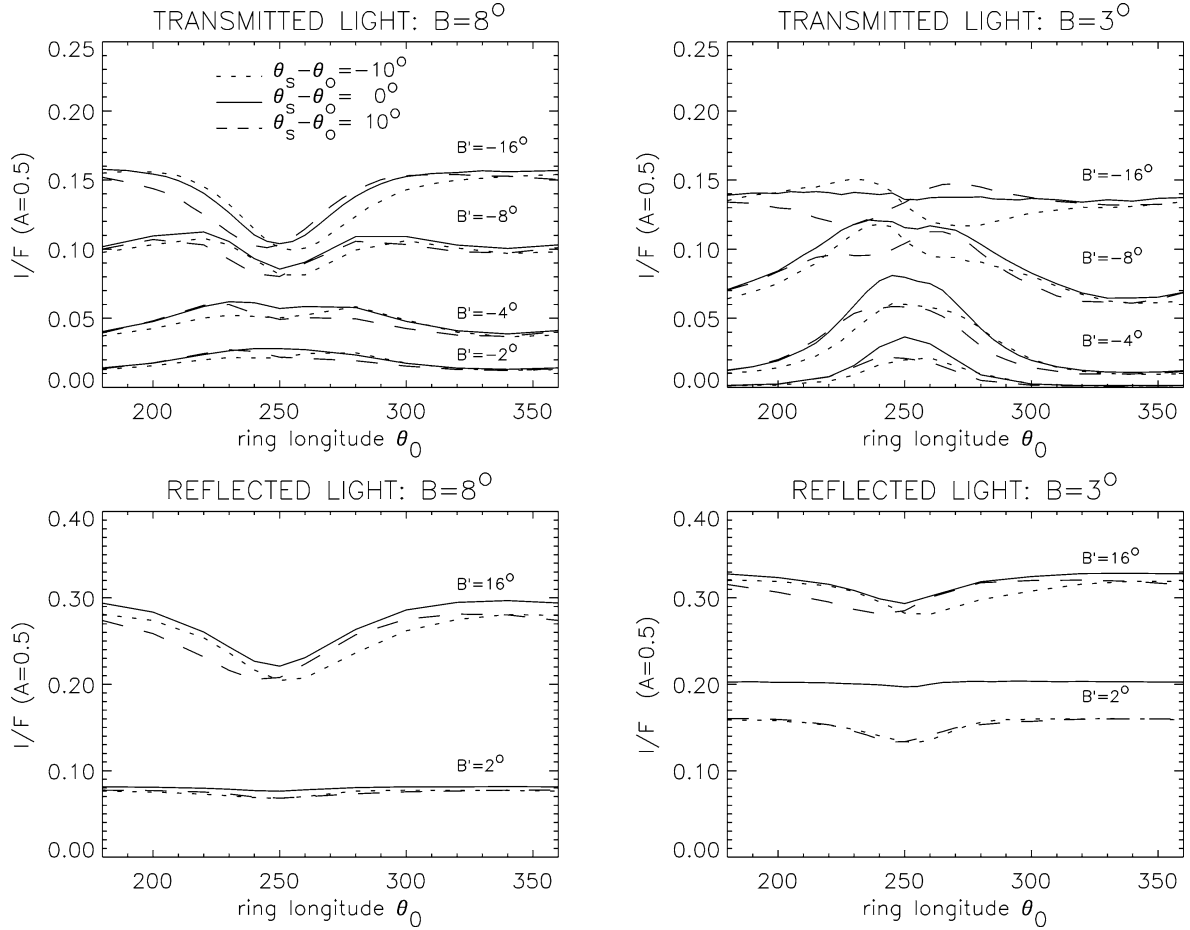 TRANSMITTED LIGHT: B=8°
0.25
0.20
0.15
0.10
0.05
0.00
I/F (A=0.5)
θs−θo=−10°
θs−θo= 0°
θs−θo= 10°
B'=−16°
B'=−8°
B'=−4°
B'=−2°
200 250 300 350
ring longitude θ0
TRANSMITTED LIGHT: B=3°
0.25
0.20
0.15
0.10
0.05
0.00
I/F (A=0.5)
B'=−16°
B'=−8°
B'=−4°
200 250 300 350
ring longitude θ0
REFLECTED LIGHT: B=8°
0.40
0.30
0.20
0.10
0.00
I/F (A=0.5)
B'=16°
B'=2°
200 250 300 350
ring longitude θ0
REFLECTED LIGHT: B=3°
0.40
0.30
0.20
0.10
0.00
I/F (A=0.5)
B'=16°
B'=2°
200 250 300 350
ring longitude θ0